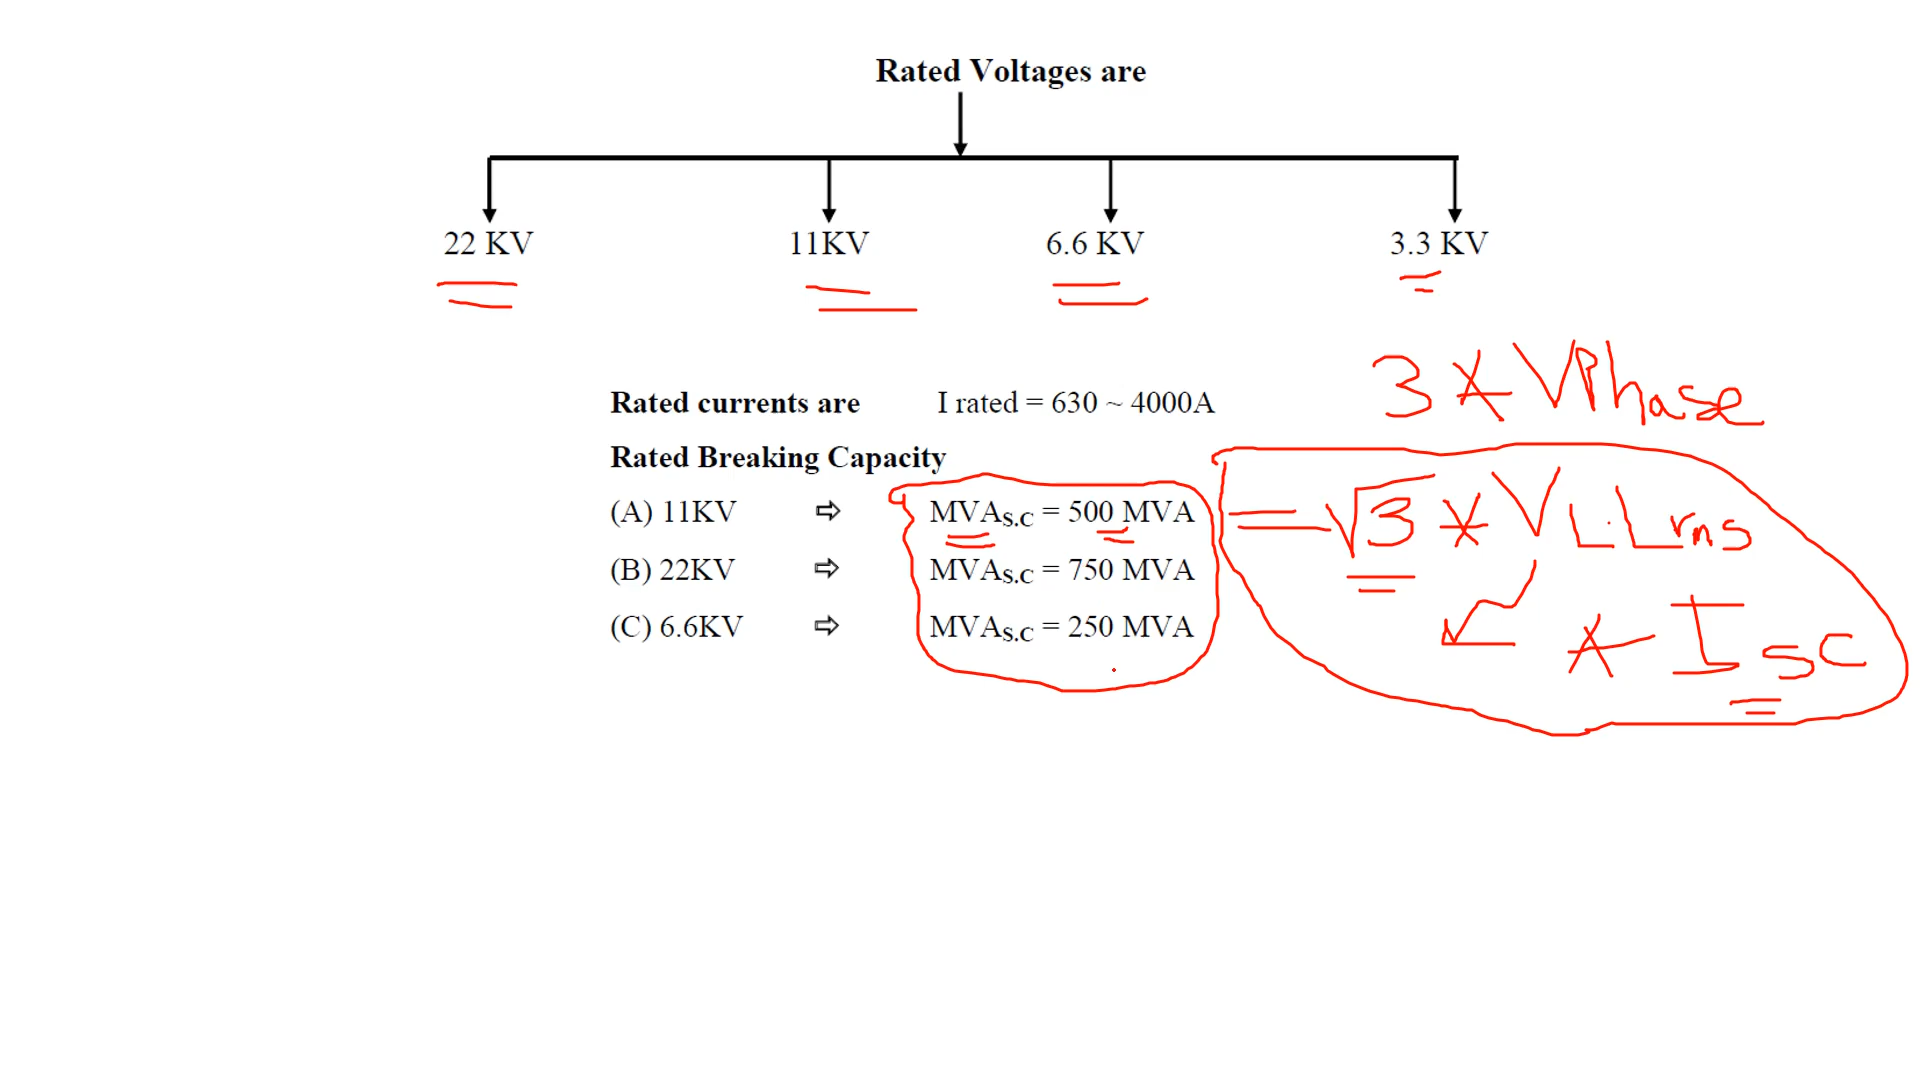 Rated Voltages are
22 KV 11KV 6.6 KV 3.3 KV
3 * VPhase
Rated currents are I rated = 630 ~ 4000A
Rated Breaking Capacity
(A) 11KV ⇨ MVAS.C = 500 MVA = √3 * VLLrms
(B) 22KV ⇨ MVAS.C = 750 MVA
(C) 6.6KV ⇨ MVAS.C = 250 MVA * Isc